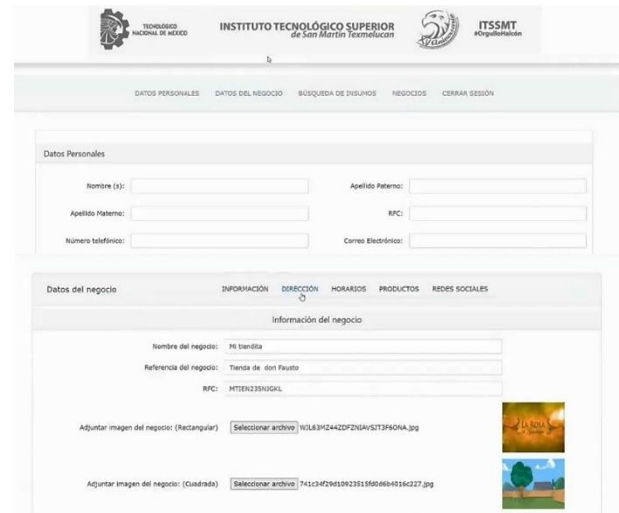 TECNOLÓGICO
NACIONAL DE MÉXICO
INSTITUTO TECNOLÓGICO SUPERIOR
de San Martín Texmelucan
ITSSMT
#OrgulloHalcón
DATOS PERSONALES DATOS DEL NEGOCIO BÚSQUEDA DE INSUMOS NEGOCIOS CERRAR SESIÓN
Datos Personales
Nombre (s): Apellido Paterno:
Apellido Materno: RFC:
Número telefónico: Correo Electrónico:
Datos del negocio INFORMACIÓN DIRECCIÓN HORARIOS PRODUCTOS REDES SOCIALES
Información del negocio
Nombre del negocio: Mi tiendita
Referencia del negocio: Tienda de don Fausto
RFC: MTIEN235NJGKL
Adjuntar imagen del negocio: (Rectangular) Seleccionar archivo WJL63MZ44ZDFZNIAVSJT3F6ONA.jpg
LA ROSA
Adjuntar imagen del negocio: (Cuadrada) Seleccionar archivo 741c34f29d10923515fd0d6b4016c227.jpg